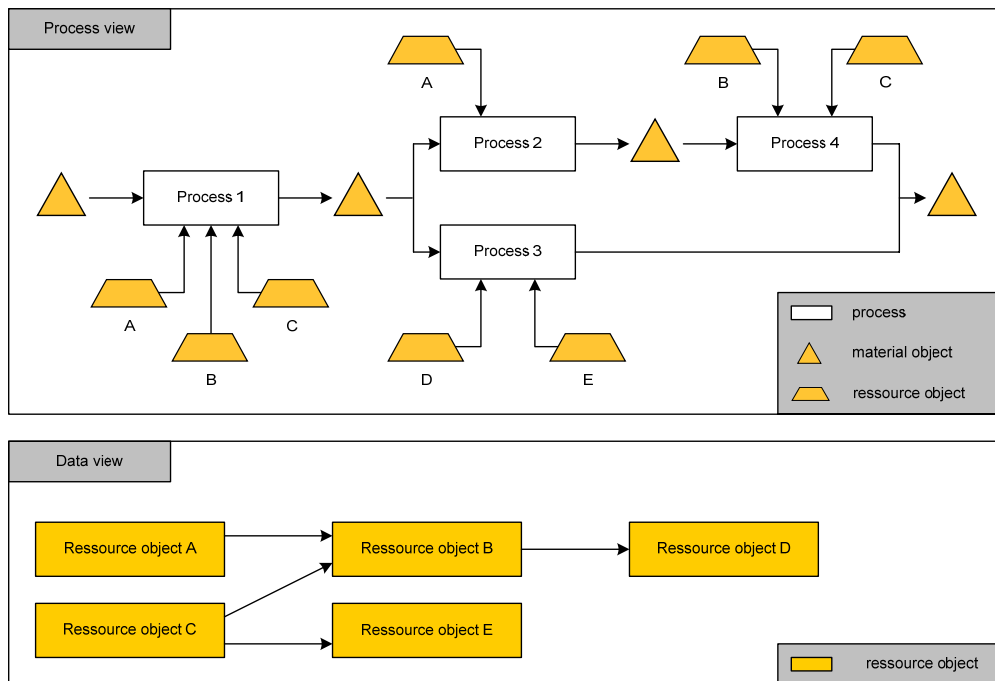 Process view
A
B
C
Process 2
Process 4
Process 1
Process 3
A
C
B
D
E
process
material object
ressource object
Data view
Ressource object A
Ressource object B
Ressource object D
Ressource object C
Ressource object E
ressource object